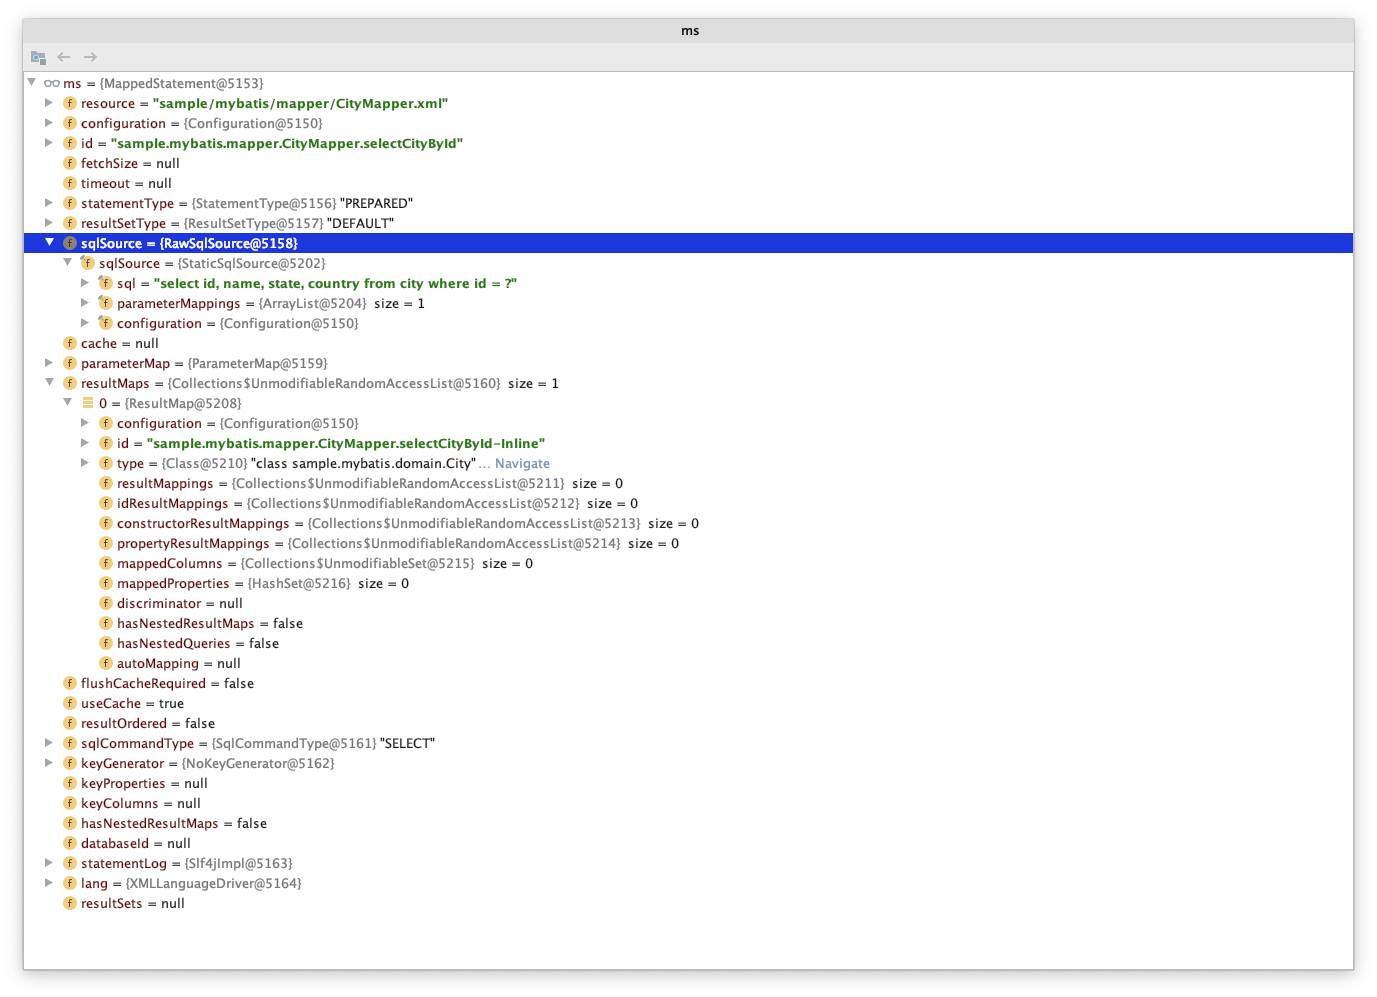 ms
ms = {MappedStatement@5153}
resource = "sample/mybatis/mapper/CityMapper.xml"
configuration = {Configuration@5150}
id = "sample.mybatis.mapper.CityMapper.selectCityById"
fetchSize = null
timeout = null
statementType = {StatementType@5156} "PREPARED"
resultSetType = {ResultSetType@5157} "DEFAULT"
sqlSource = {RawSqlSource@5158}
sqlSource = {StaticSqlSource@5202}
sql = "select id, name, state, country from city where id = ?"
parameterMappings = {ArrayList@5204} size = 1
configuration = {Configuration@5150}
cache = null
parameterMap = {ParameterMap@5159}
resultMaps = {Collections$UnmodifiableRandomAccessList@5160} size = 1
0 = {ResultMap@5208}
configuration = {Configuration@5150}
id = "sample.mybatis.mapper.CityMapper.selectCityById-Inline"
type = {Class@5210} "class sample.mybatis.domain.City" ... Navigate
resultMappings = {Collections$UnmodifiableRandomAccessList@5211} size = 0
idResultMappings = {Collections$UnmodifiableRandomAccessList@5212} size = 0
constructorResultMappings = {Collections$UnmodifiableRandomAccessList@5213} size = 0
propertyResultMappings = {Collections$UnmodifiableRandomAccessList@5214} size = 0
mappedColumns = {Collections$UnmodifiableSet@5215} size = 0
mappedProperties = {HashSet@5216} size = 0
discriminator = null
hasNestedResultMaps = false
hasNestedQueries = false
autoMapping = null
flushCacheRequired = false
useCache = true
resultOrdered = false
sqlCommandType = {SqlCommandType@5161} "SELECT"
keyGenerator = {NoKeyGenerator@5162}
keyProperties = null
keyColumns = null
hasNestedResultMaps = false
databaseId = null
statementLog = {Slf4jImpl@5163}
lang = {XMLLanguageDriver@5164}
resultSets = null